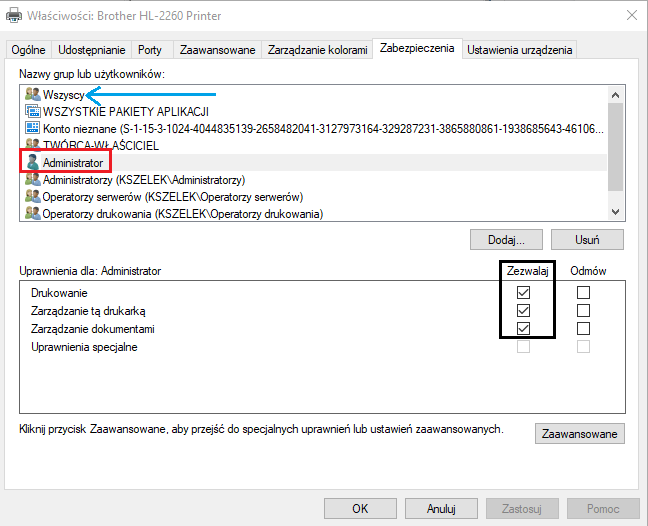 Właściwości: Brother HL-2260 Printer
Ogólne Udostępnianie Porty Zaawansowane Zarządzanie kolorami Zabezpieczenia Ustawienia urządzenia
Nazwy grup lub użytkowników:
Wszyscy
WSZYSTKIE PAKIETY APLIKACJI
Konto nieznane (S-1-15-3-1024-4044835139-2658482041-3127973164-329287231-3865880861-1938685643-46106...
TWÓRCA-WŁAŚCICIEL
Administrator
Administratorzy (KSZELEK\Administratorzy)
Operatorzy serwerów (KSZELEK\Operatorzy serwerów)
Operatorzy drukowania (KSZELEK\Operatorzy drukowania)
Dodaj... Usuń
Uprawnienia dla: Administrator Zezwalaj Odmów
Drukowanie
Zarządzanie tą drukarką
Zarządzanie dokumentami
Uprawnienia specjalne
Kliknij przycisk Zaawansowane, aby przejść do specjalnych uprawnień lub ustawień zaawansowanych.
Zaawansowane
OK Anuluj Zastosuj Pomoc